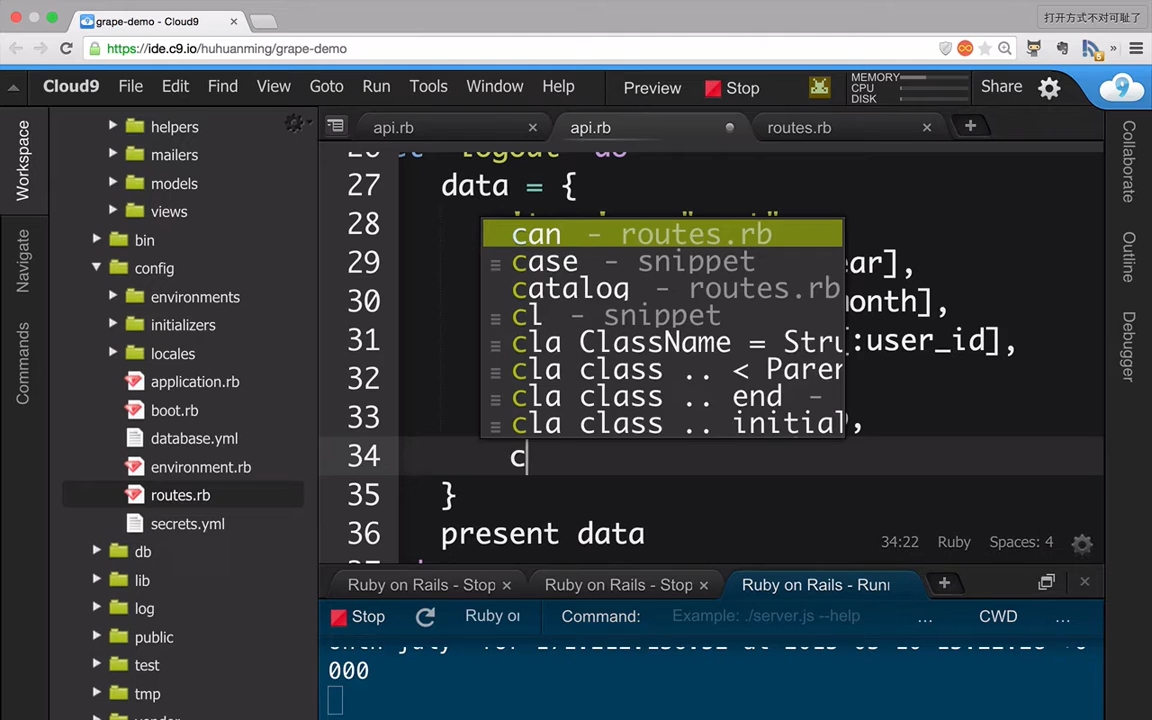 grape-demo - Cloud9
打开方式不对可耻了
https://ide.c9.io/huhuanming/grape-demo
Cloud9 File Edit Find View Goto Run Tools Window Help Preview Stop MEMORY CPU DISK Share
Workspace
Navigate
Commands
helpers
mailers
models
views
bin
config
environments
initializers
locales
application.rb
boot.rb
database.yml
environment.rb
routes.rb
secrets.yml
db
lib
log
public
test
tmp
api.rb api.rb routes.rb
"logout" do
27 data = {
28
29 ear],
30 month],
31 :user_id],
32
33 ,
34 c
35 }
36 present data
can - routes.rb
case - snippet
catalog - routes.rb
cl - snippet
cla ClassName = Stru
cla class .. < Paren
cla class .. end -
cla class .. initial
34:22 Ruby Spaces: 4
Collaborate
Outline
Debugger
Ruby on Rails - Stop Ruby on Rails - Stop Ruby on Rails - Runn
Stop Ruby on Command: Example: ./server.js --help ... CWD ...
000